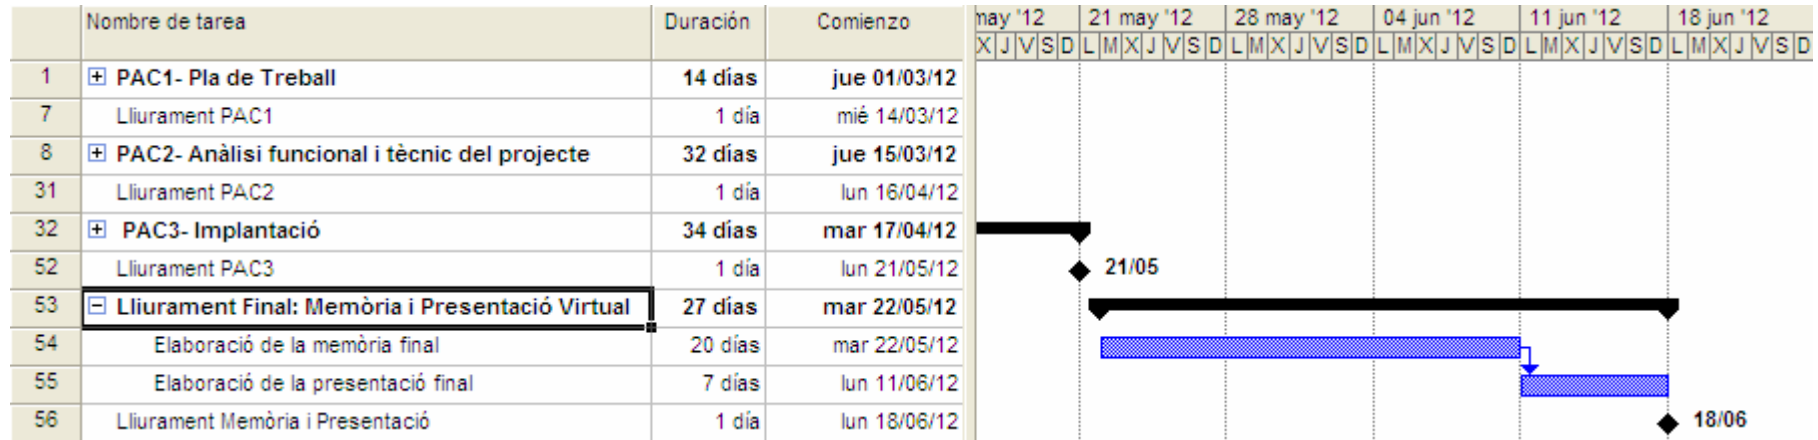 Nombre de tarea Duración Comienzo may '12 21 may '12 28 may '12 04 jun '12 11 jun '12 18 jun '12
X J V S D L M X J V S D L M X J V S D L M X J V S D L M X J V S D L M X J V S D
1 PAC1- Pla de Treball 14 días jue 01/03/12
7 Lliurament PAC1 1 día mié 14/03/12
8 PAC2- Anàlisi funcional i tècnic del projecte 32 días jue 15/03/12
31 Lliurament PAC2 1 día lun 16/04/12
32 PAC3- Implantació 34 días mar 17/04/12
52 Lliurament PAC3 1 día lun 21/05/12 21/05
53 Lliurament Final: Memòria i Presentació Virtual 27 días mar 22/05/12
54 Elaboració de la memòria final 20 días mar 22/05/12
55 Elaboració de la presentació final 7 días lun 11/06/12
56 Lliurament Memòria i Presentació 1 día lun 18/06/12 18/06